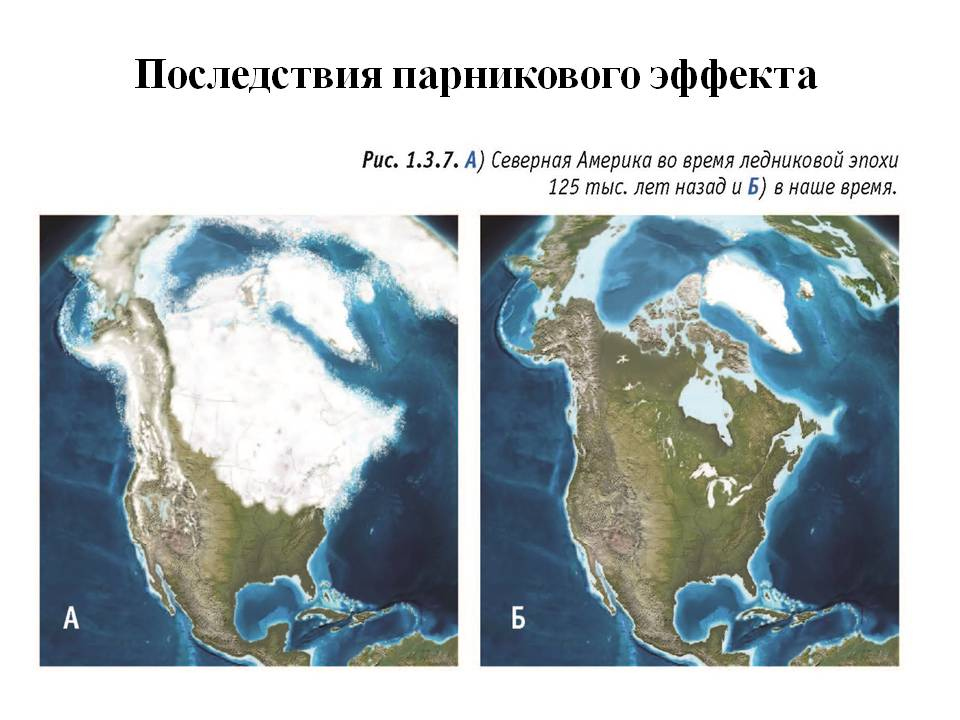 Последствия парникового эффекта
Рис. 1.3.7. А) Северная Америка во время ледниковой эпохи
125 тыс. лет назад и Б) в наше время.
А
Б